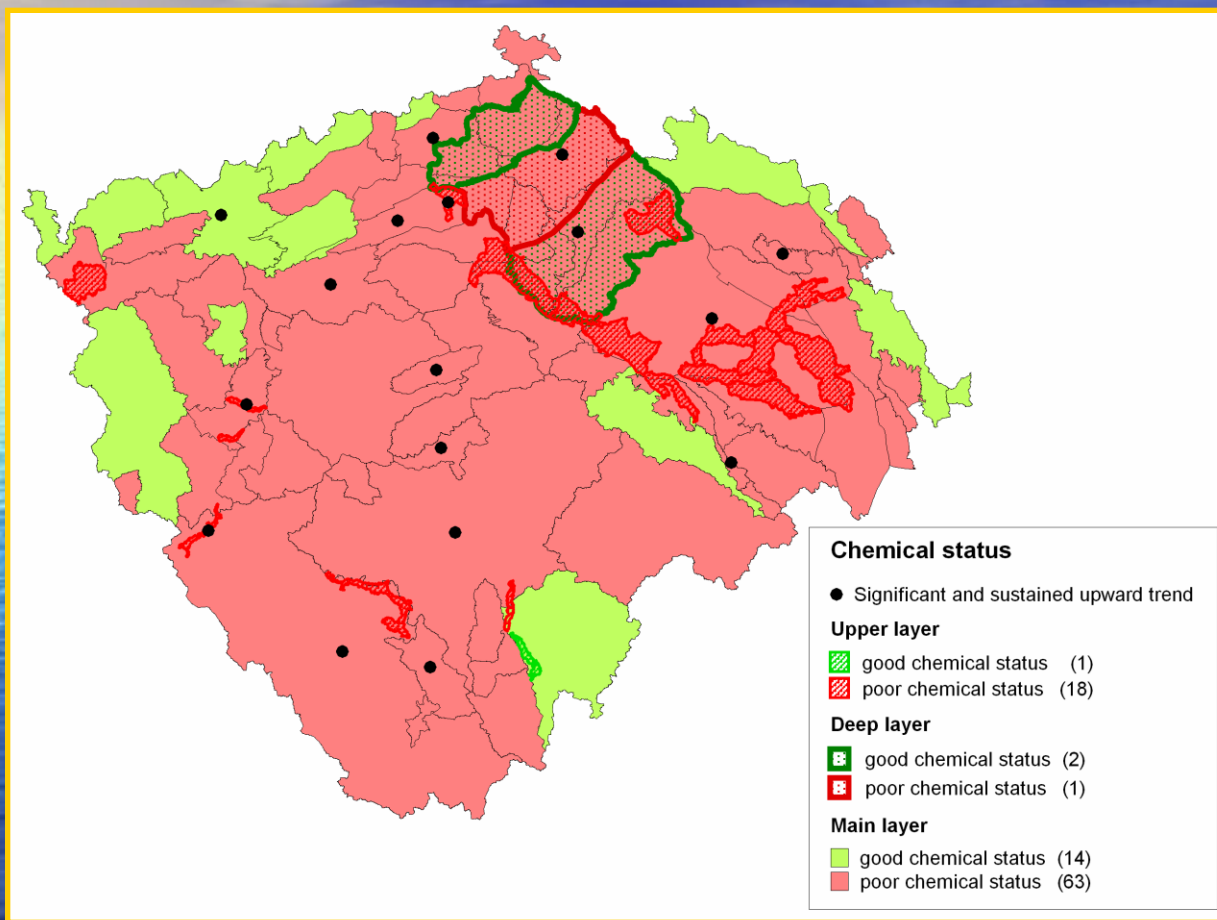 Chemical status
Significant and sustained upward trend
Upper layer
good chemical status (1)
poor chemical status (18)
Deep layer
good chemical status (2)
poor chemical status (1)
Main layer
good chemical status (14)
poor chemical status (63)